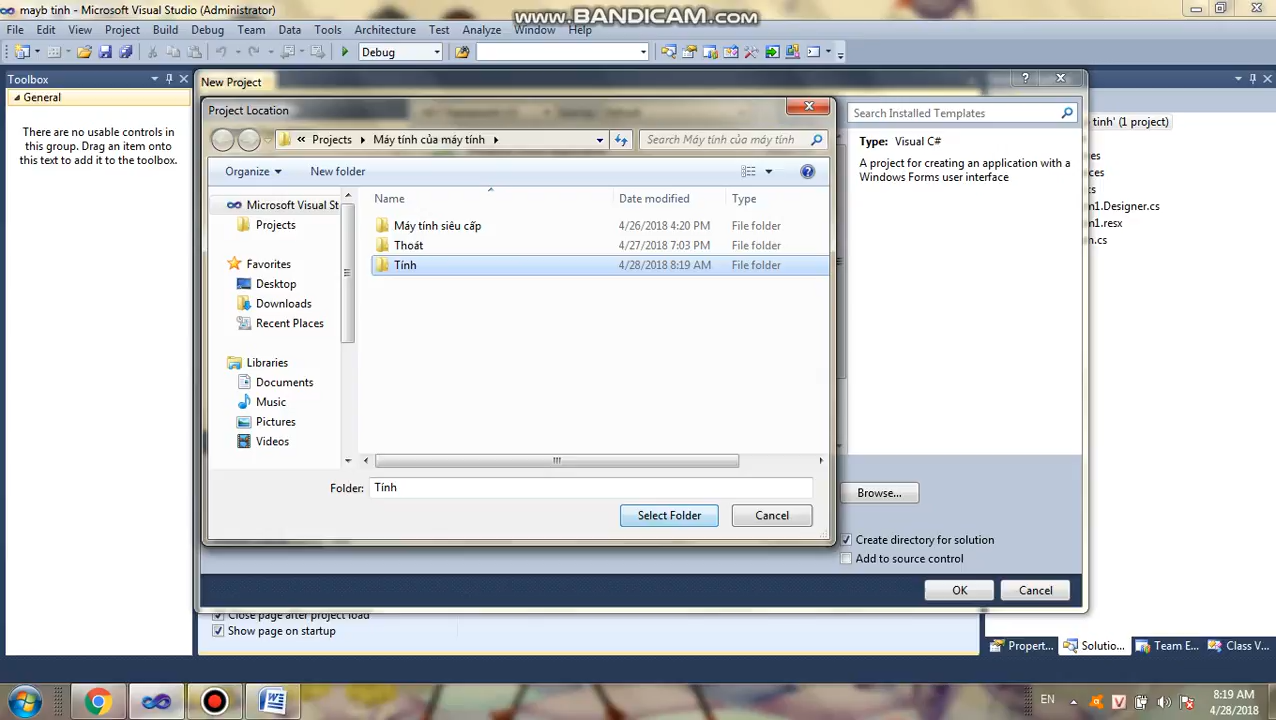 mayb tinh - Microsoft Visual Studio (Administrator)
www.BANDICAM.com
File Edit View Project Build Debug Team Data Tools Architecture Test Analyze Window Help
Debug
Toolbox
General
There are no usable controls in
this group. Drag an item onto
this text to add it to the toolbox.
New Project
Project Location
« Projects Máy tính của máy tính
Search Máy tính của máy tính
Organize New folder
Microsoft Visual St
Projects
Favorites
Desktop
Downloads
Recent Places
Libraries
Documents
Music
Pictures
Videos
Name Date modified Type
Máy tính siêu cấp 4/26/2018 4:20 PM File folder
Thoát 4/27/2018 7:03 PM File folder
Tính 4/28/2018 8:19 AM File folder
Folder: Tính
Select Folder Cancel
Search Installed Templates
Type: Visual C#
A project for creating an application with a
Windows Forms user interface
Browse...
Create directory for solution
Add to source control
OK Cancel
tinh' (1 project)
es
ces
cs
n1.Designer.cs
n1.resx
n.cs
Close page after project load
Show page on startup
Propert... Solutio... Team E... Class V...
EN
8:19 AM
4/28/2018